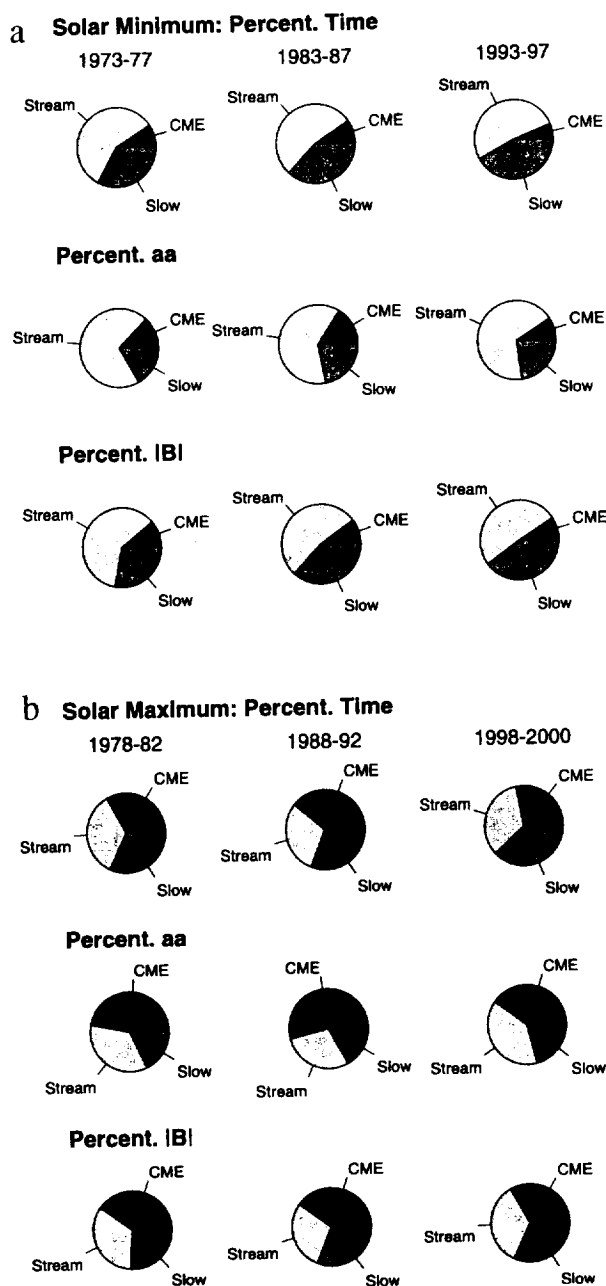 a Solar Minimum: Percent. Time
1973-77 1983-87 1993-97
Stream CME Slow
Stream CME Slow
Stream CME Slow
Percent. aa
Stream CME Slow
Stream CME Slow
Stream CME Slow
Percent. |B|
Stream CME Slow
Stream CME Slow
Stream CME Slow
b Solar Maximum: Percent. Time
1978-82 1988-92 1998-2000
CME Stream Slow
CME Stream Slow
CME Stream Slow
Percent. aa
CME Stream Slow
CME Stream Slow
CME Stream Slow
Percent. |B|
CME Stream Slow
CME Stream Slow
CME Stream Slow